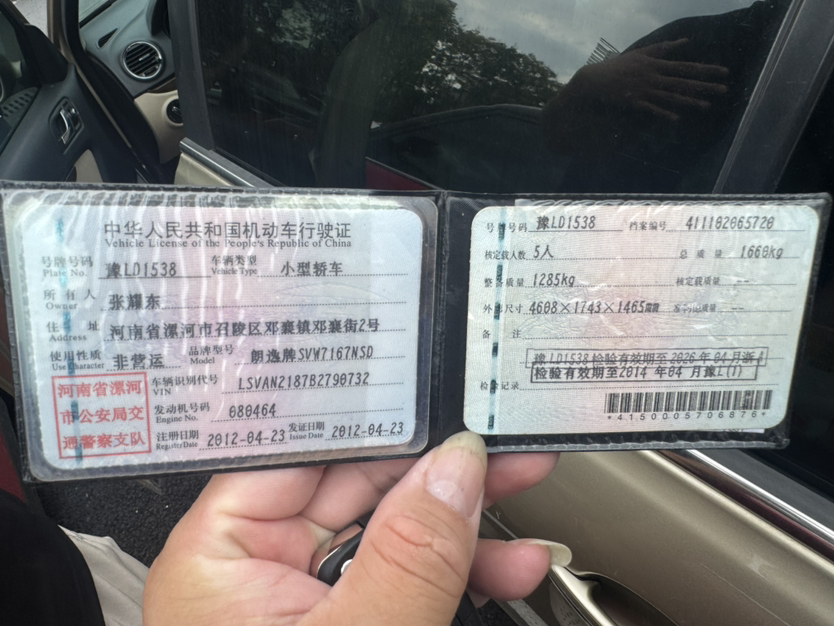 中华人民共和国机动车行驶证
Vehicle License of the People's Republic of China
号牌号码 Plate No. 豫LD1538 车辆类型 Vehicle Type 小型轿车
所有人 Owner 张耀东
住址 Address 河南省漯河市召陵区邓襄镇邓襄街2号
使用性质 Use Character 非营运 品牌型号 Model 朗逸牌SVW7167NSD
河南省漯河
市公安局交
通警察支队
车辆识别代号 VIN LSVAN2187B2790732
发动机号码 Engine No. 080464
注册日期 Register Date 2012-04-23 发证日期 Issue Date 2012-04-23
号牌号码 豫LD1538 档案编号 411102065720
核定载人数 5人 总质量 1660kg
整备质量 1285kg 核定载质量 --
外廓尺寸 4608×1743×1465mm 准牵引总质量 --
备注
豫LD1538 检验有效期至2026年04月
检验有效期至2014年04月豫L(1)
检验记录
*4150005706876*